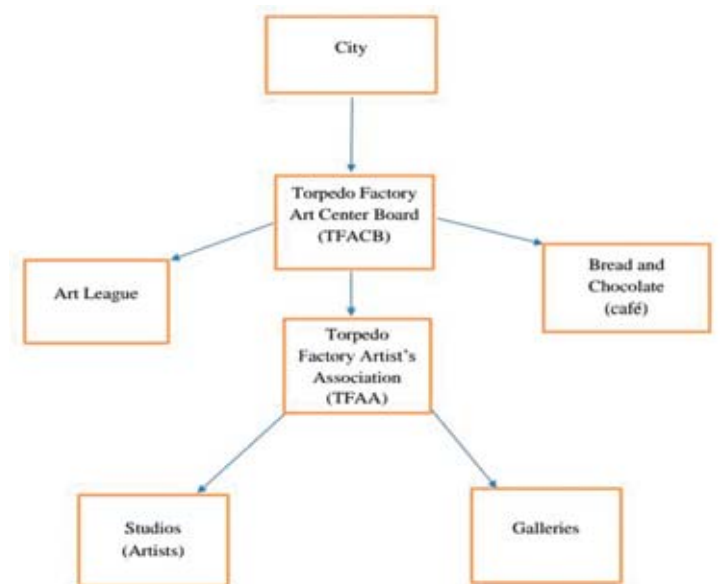 City
Torpedo Factory
Art Center Board
(TFACB)
Art League
Bread and
Chocolate
(café)
Torpedo
Factory Artist's
Association
(TFAA)
Studios
(Artists)
Galleries